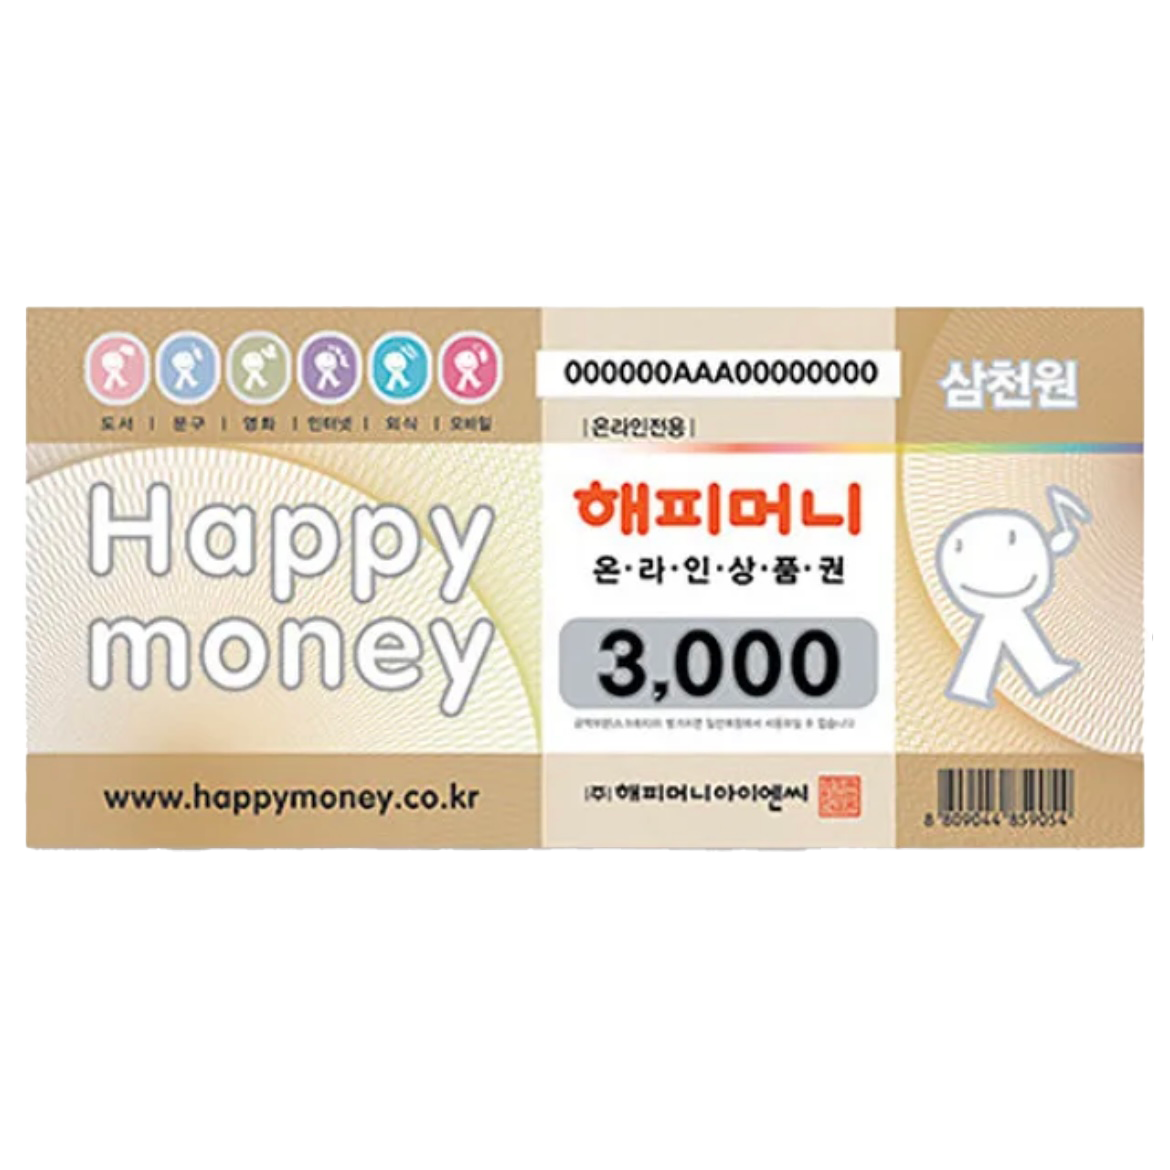 도서 | 문구 | 영화 | 인터넷 | 외식 | 모바일
Happy
money
www.happymoney.co.kr
000000AAA00000000
|온라인전용|
해피머니
온·라·인·상·품·권
3,000
(주)해피머니아이엔씨
삼천원
8 809044 859054